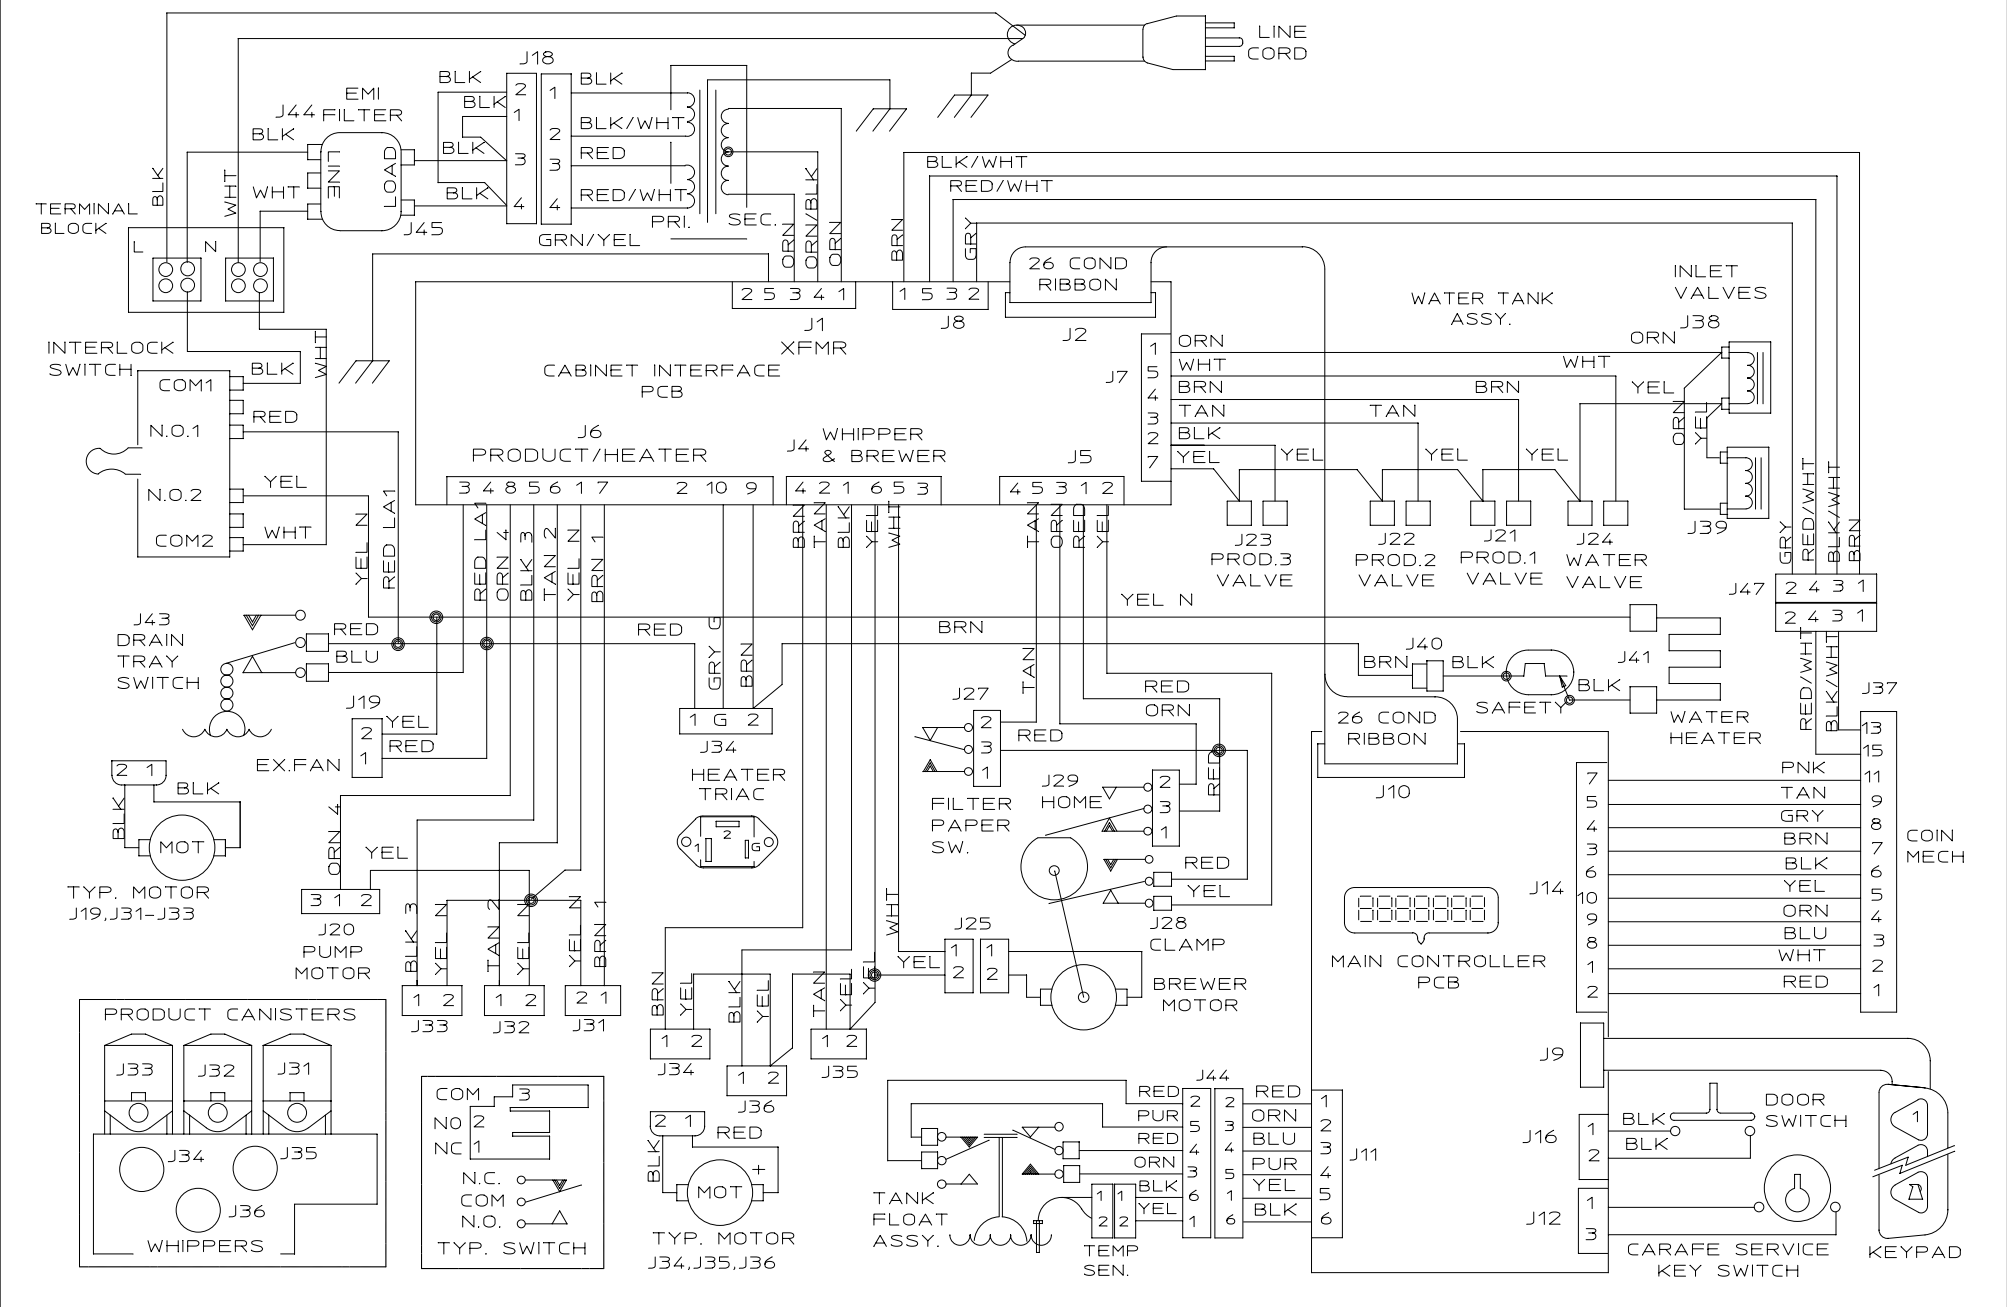 LINE
CORD
J18
BLK
BLK
BLK
BLK
2
1
3
4
1
2
3
4
BLK
BLK/WHT
RED
RED/WHT
PRI.
SEC.
EMI
FILTER
J44
BLK
WHT
LINE
LOAD
J45
BLK
WHT
TERMINAL
BLOCK
L
N
GRN/YEL
ORN
ORN/BLK
ORN
BRN
GRY
BLK/WHT
RED/WHT
2 5 3 4 1
J1
XFMR
1 5 3 2
J8
26 COND
RIBBON
J2
CABINET INTERFACE
PCB
INTERLOCK
SWITCH
COM1
N.O.1
N.O.2
COM2
BLK
RED
YEL
WHT
WHT
YEL N
RED LA1
J6
PRODUCT/HEATER
3 4 8 5 6 1 7 2 10 9
J4
WHIPPER
& BREWER
4 2 1 6 5 3
J5
4 5 3 1 2
J7
1
5
4
3
2
7
ORN
WHT
BRN
TAN
BLK
YEL
WATER TANK
ASSY.
INLET
VALVES
J38
ORN
WHT
YEL
BRN
TAN
YEL
YEL
YEL
ORN
YEL
J39
J23
PROD.3
VALVE
J22
PROD.2
VALVE
J21
PROD.1
VALVE
J24
WATER
VALVE
GRY
RED/WHT
BLK/WHT
BRN
J47
2 4 3 1
2 4 3 1
RED/WHT
BLK/WHT
RED LA1
ORN 4
BLK 3
TAN 2
YEL N
BRN 1
BRN
TAN
BLK
YEL
WHT
TAN
ORN
RED
YEL
YEL N
BRN
RED
GRY G
BRN
J43
DRAIN
TRAY
SWITCH
RED
BLU
J19
2
1
YEL
RED
EX.FAN
1 G 2
J34
HEATER
TRIAC
1
2
G
J40
BRN
BLK
SAFETY
BLK
J41
WATER
HEATER
TAN
J27
2
3
1
RED
RED
ORN
FILTER
PAPER
SW.
J29
HOME
2
3
1
RED
RED
YEL
J28
CLAMP
26 COND
RIBBON
J10
2 1
BLK
BLK
MOT
TYP. MOTOR
J19,J31-J33
ORN 4
YEL
3 1 2
J20
PUMP
MOTOR
BLK 3
YEL N
TAN 2
YEL N
YEL N
BRN 1
1 2
J33
1 2
J32
2 1
J31
BRN
YEL
BLK
YEL
TAN
YEL
YEL
WHT
1 2
J34
1 2
J36
1 2
J35
YEL
J25
1
2
1
2
BREWER
MOTOR
MAIN CONTROLLER
PCB
J14
7
5
4
3
6
10
9
8
1
2
PNK
TAN
GRY
BRN
BLK
YEL
ORN
BLU
WHT
RED
J37
13
15
11
9
8
7
6
5
4
3
2
1
COIN
MECH
PRODUCT CANISTERS
J33
J32
J31
J34
J35
J36
WHIPPERS
COM
3
NO
2
NC
1
N.C.
COM
N.O.
TYP. SWITCH
2 1
BLK
RED
+
MOT
TYP. MOTOR
J34,J35,J36
TANK
FLOAT
ASSY.
RED
PUR
RED
ORN
BLK
YEL
1
2
1
2
TEMP
SEN.
J44
2
5
4
3
6
1
2
3
4
5
1
6
RED
ORN
BLU
PUR
YEL
BLK
1
2
3
4
5
6
J11
J9
J16
1
2
BLK
BLK
DOOR
SWITCH
J12
1
3
CARAFE SERVICE
KEY SWITCH
1
KEYPAD